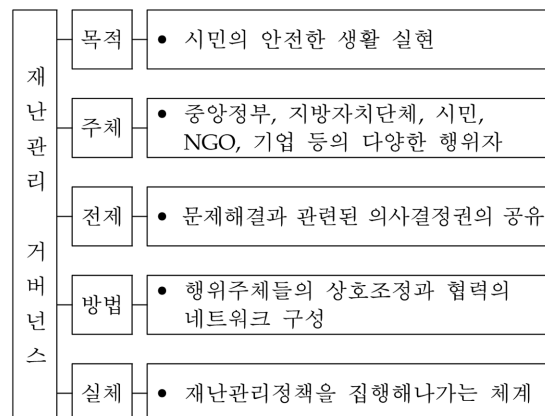 재난관리 거버넌스
목적
• 시민의 안전한 생활 실현
주체
• 중앙정부, 지방자치단체, 시민,
NGO, 기업 등의 다양한 행위자
전제
• 문제해결과 관련된 의사결정권의 공유
방법
• 행위주체들의 상호조정과 협력의
네트워크 구성
실체
• 재난관리정책을 집행해나가는 체계